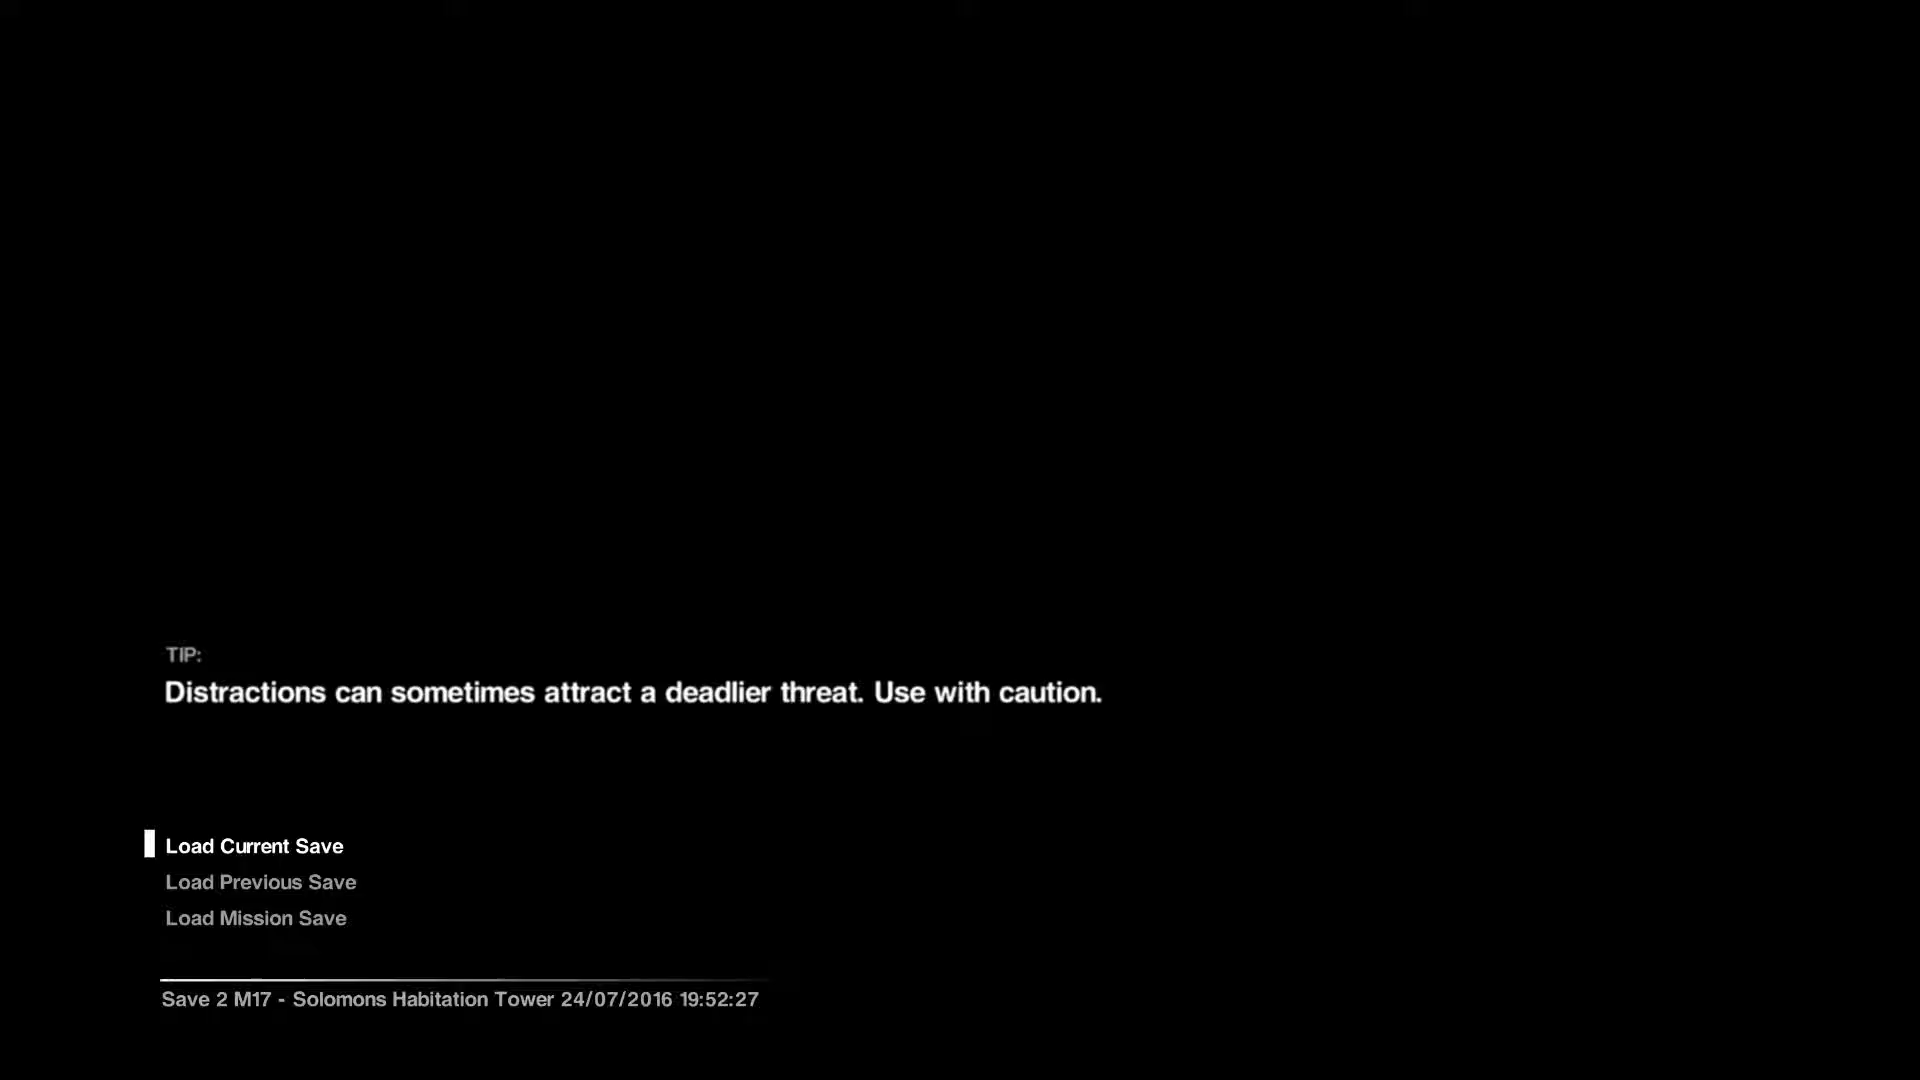 TIP:
Distractions can sometimes attract a deadlier threat. Use with caution.
Load Current Save
Load Previous Save
Load Mission Save
Save 2 M17 - Solomons Habitation Tower 24/07/2016 19:52:27